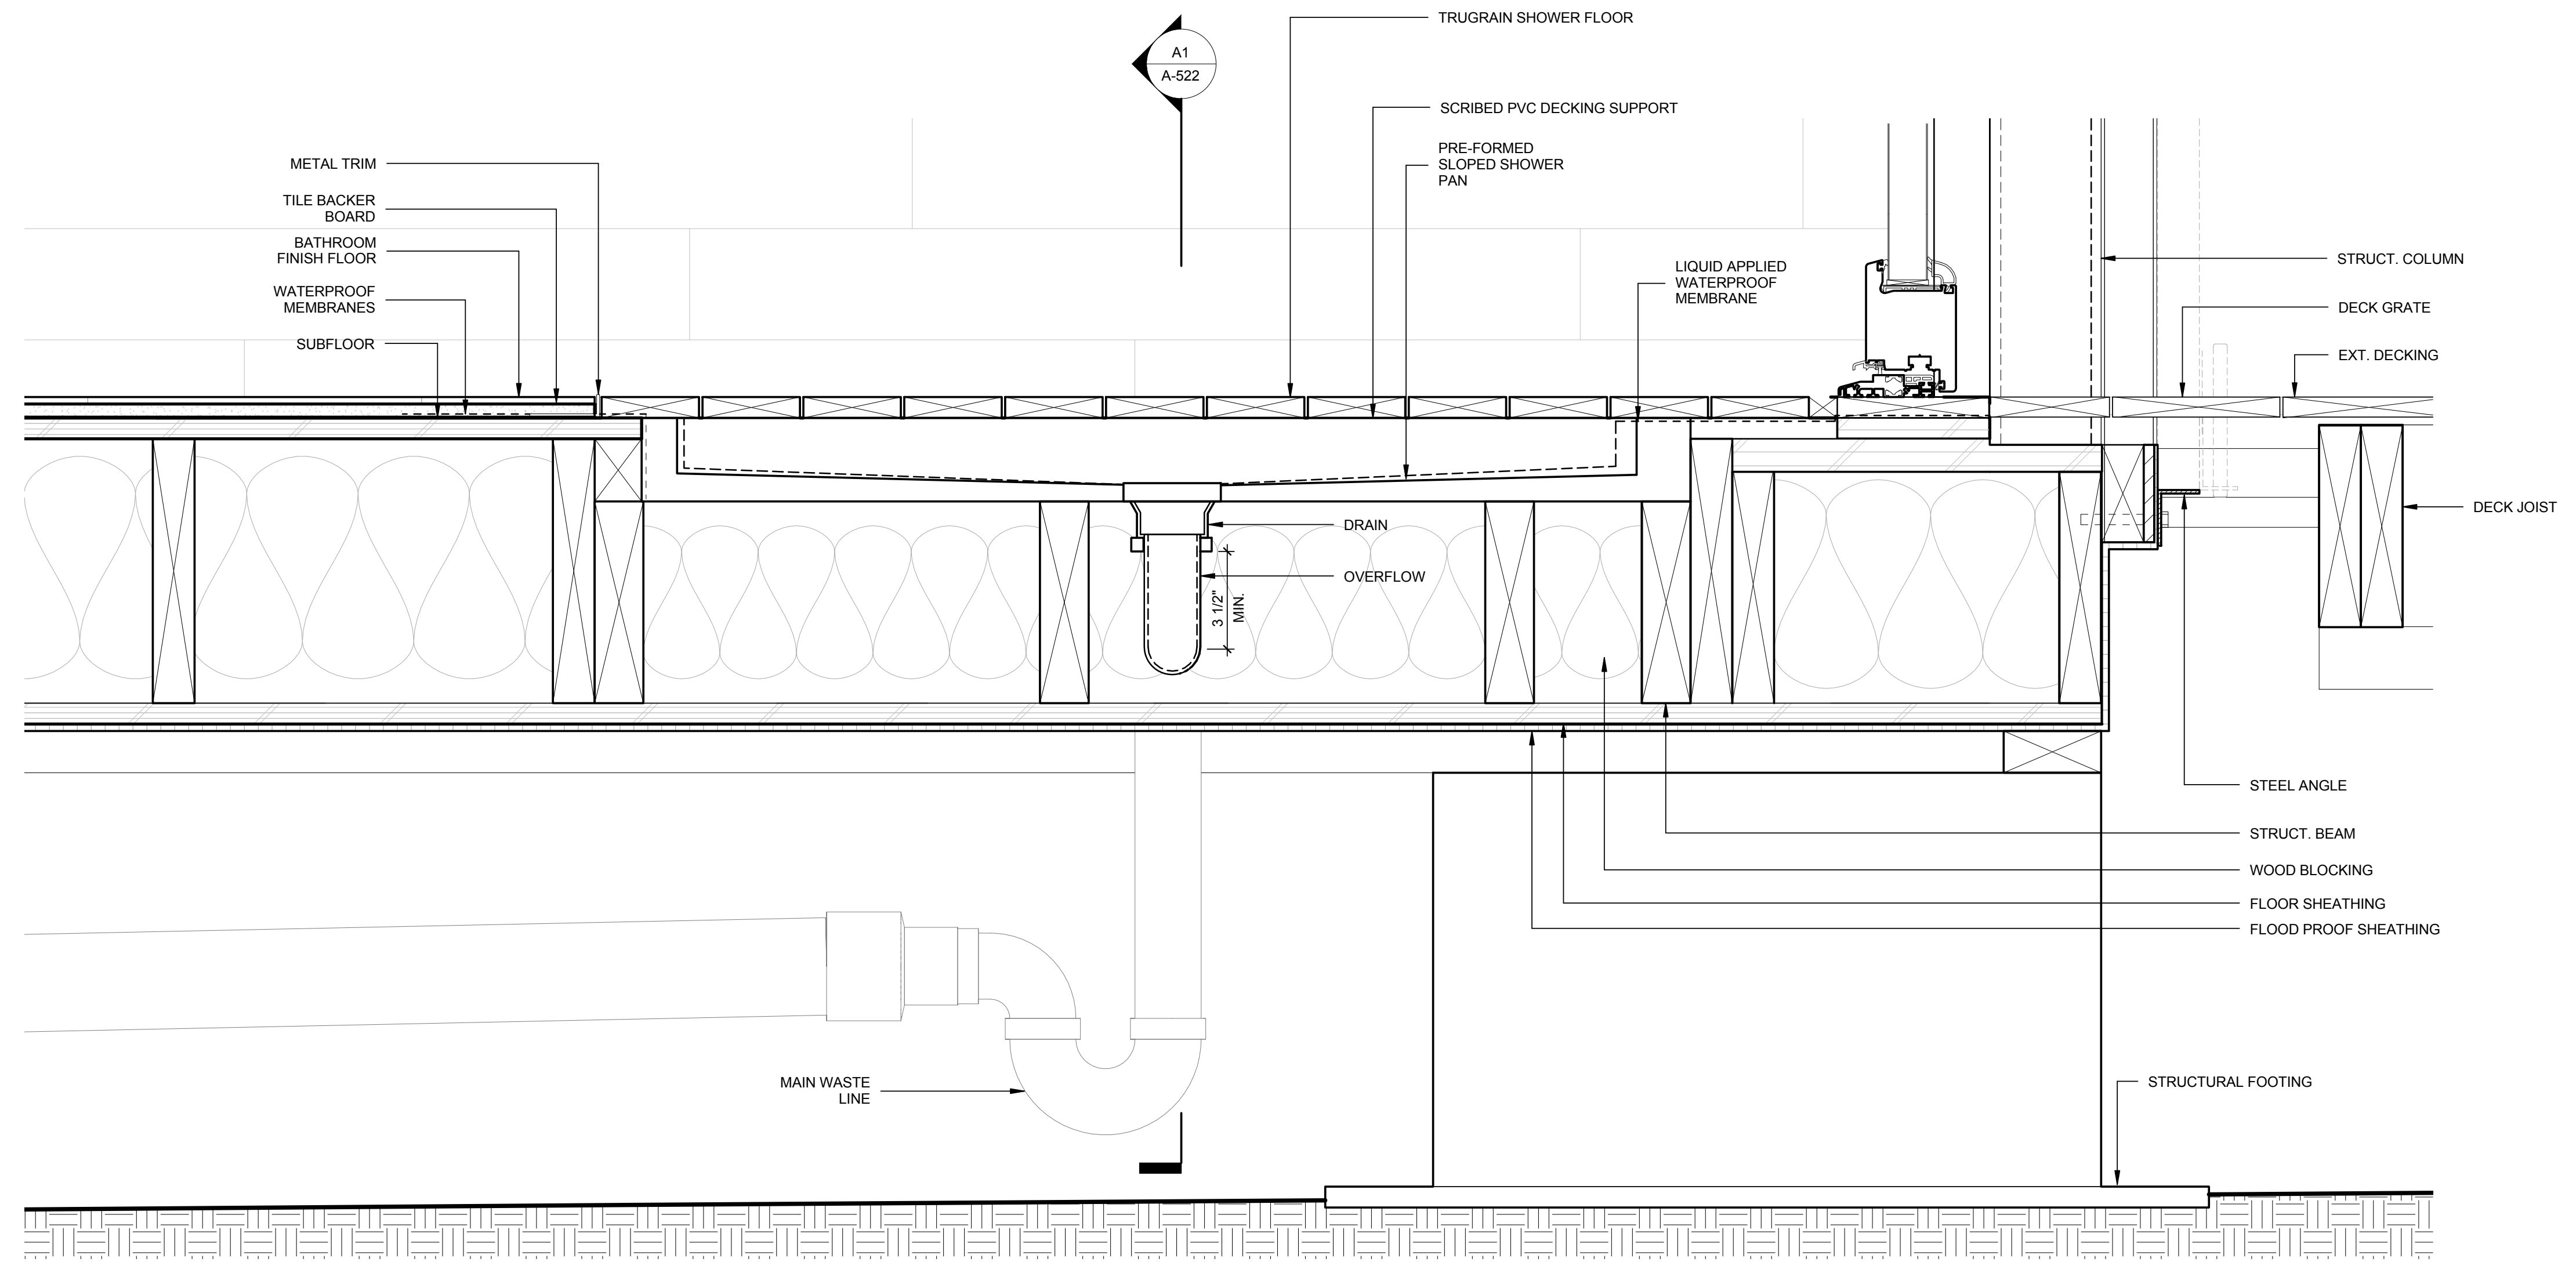 TRUGRAIN SHOWER FLOOR
A1
A-522
SCRIBED PVC DECKING SUPPORT
PRE-FORMED
SLOPED SHOWER
PAN
METAL TRIM
TILE BACKER
BOARD
BATHROOM
FINISH FLOOR
WATERPROOF
MEMBRANES
SUBFLOOR
LIQUID APPLIED
WATERPROOF
MEMBRANE
STRUCT. COLUMN
DECK GRATE
EXT. DECKING
DECK JOIST
DRAIN
OVERFLOW
3 1/2"
MIN.
STEEL ANGLE
STRUCT. BEAM
WOOD BLOCKING
FLOOR SHEATHING
FLOOD PROOF SHEATHING
MAIN WASTE
LINE
STRUCTURAL FOOTING